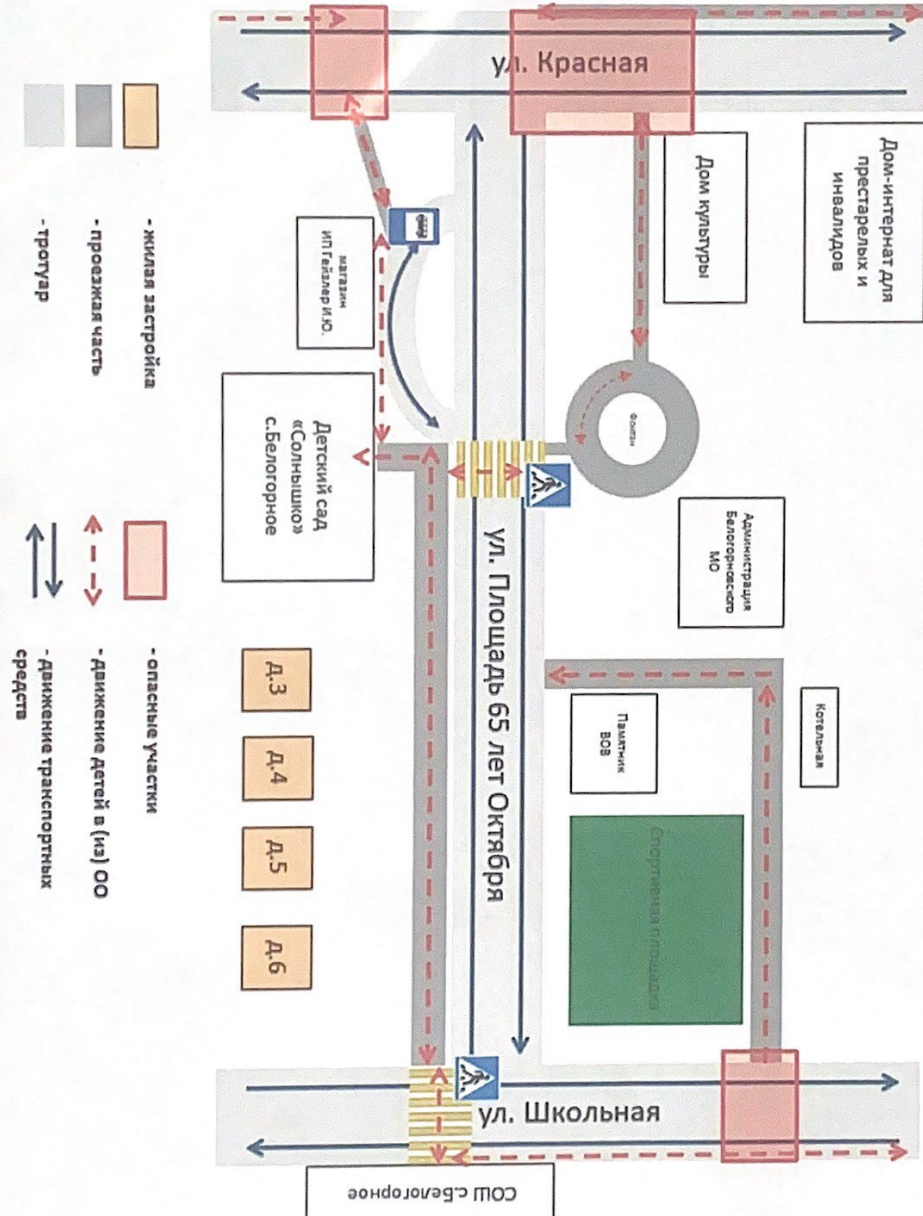 ул. Красная
Дом-интернат для
престарелых и
инвалидов
Дом культуры
магазин
ИП Гейзлер И.Ю.
Фонтан
Детский сад
«Солнышко»
с.Белогорное
ул. Площадь 65 лет Октября
Администрация
Белогорновского
МО
Котельная
Памятник
ВОВ
Спортивная площадка
д.3
д.4
д.5
д.6
ул. Школьная
СОШ с.Белогорное
- жилая застройка
- проезжая часть
- тротуар
- опасные участки
- движение детей в (из) ОО
- движение транспортных
средств